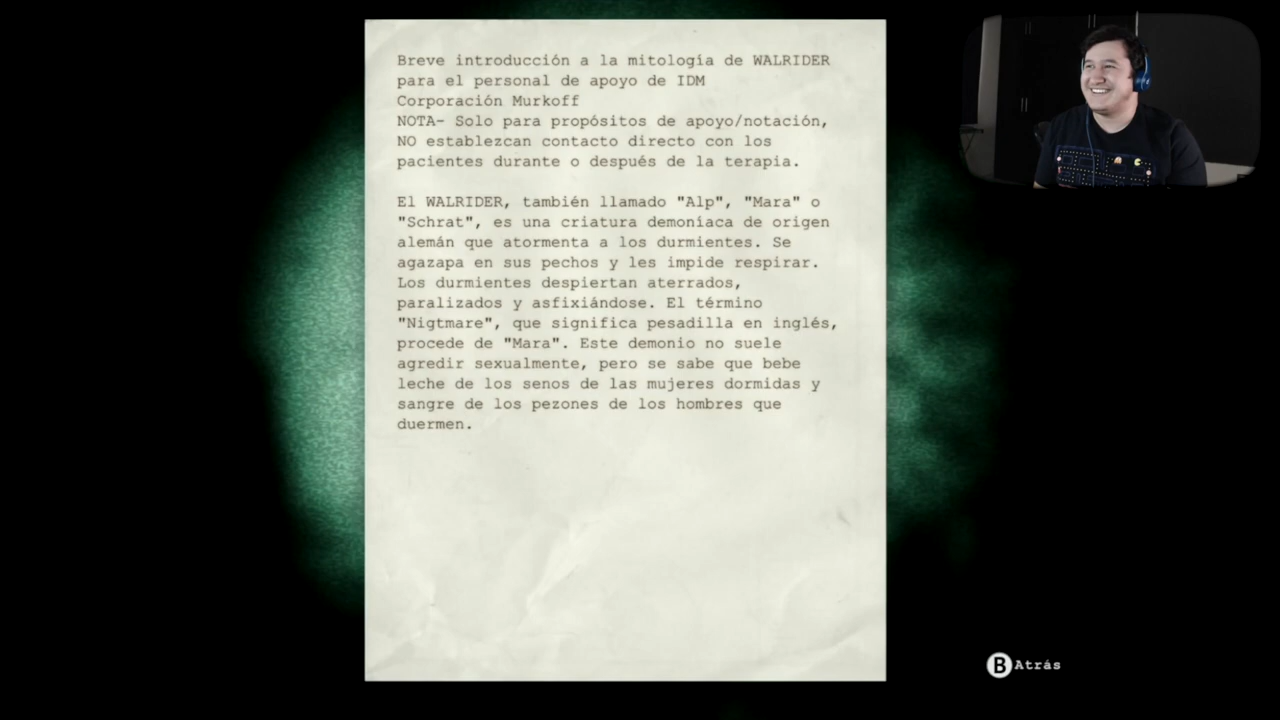 Breve introducción a la mitología de WALRIDER
para el personal de apoyo de IDM
Corporación Murkoff
NOTA- Solo para propósitos de apoyo/notación,
NO establezcan contacto directo con los
pacientes durante o después de la terapia.
El WALRIDER, también llamado "Alp", "Mara" o
"Schrat", es una criatura demoníaca de origen
alemán que atormenta a los durmientes. Se
agazapa en sus pechos y les impide respirar.
Los durmientes despiertan aterrados,
paralizados y asfixiándose. El término
"Nigtmare", que significa pesadilla en inglés,
procede de "Mara". Este demonio no suele
agredir sexualmente, pero se sabe que bebe
leche de los senos de las mujeres dormidas y
sangre de los pezones de los hombres que
duermen.
B Atrás